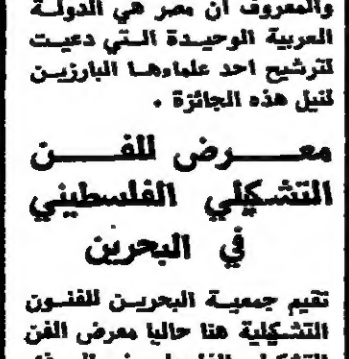 والمعروف ان مصر هي الدولة
العربية الوحيدة التي دعيت
لترشيح احد علماءها البارزين
لنيل هذه الجائزة .
معرض للفن
التشكيلي الفلسطيني
في البحرين
تقيم جمعية البحرين للفنون
التشكيلية هنا حاليا معرض الفن